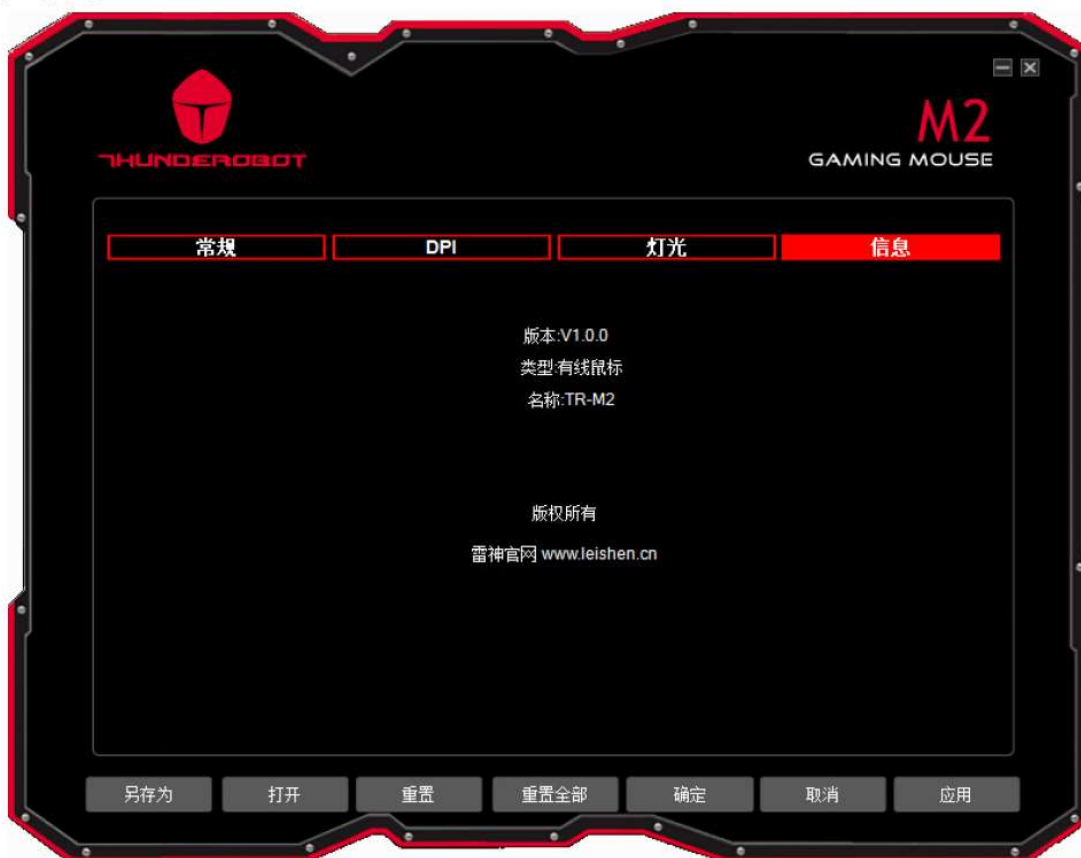 THUNDEROBOT
M2
GAMING MOUSE
常规 DPI 灯光 信息
版本:V1.0.0
类型:有线鼠标
名称:TR-M2
版权所有
雷神官网 www.leishen.cn
另存为 打开 重置 重置全部 确定 取消 应用